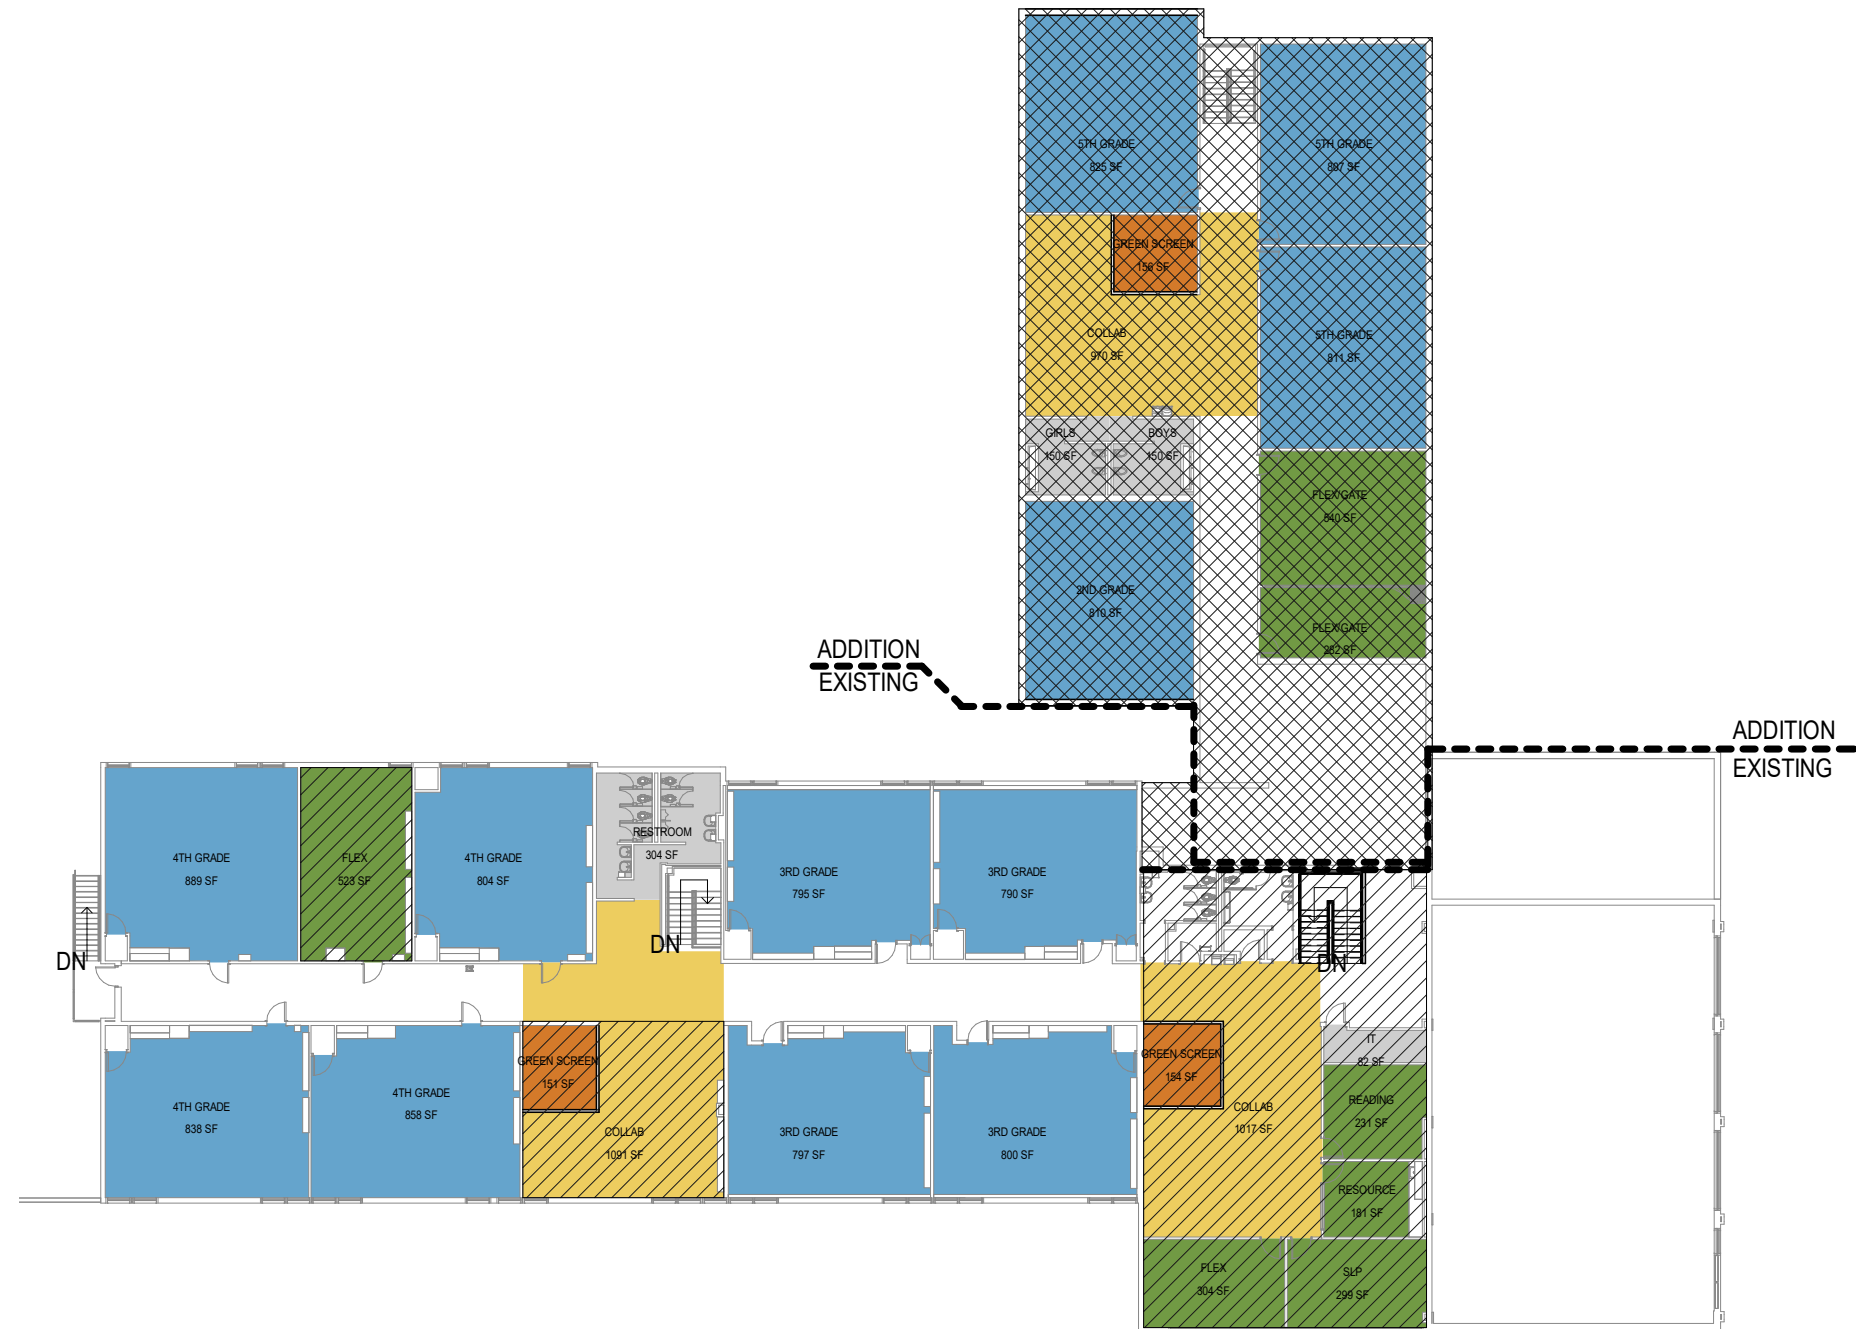 5TH GRADE
825 SF
5TH GRADE
807 SF
GREEN SCREEN
156 SF
COLLAB
970 SF
5TH GRADE
811 SF
GIRLS
150 SF
BOYS
150 SF
FLEX/GATE
540 SF
2ND GRADE
810 SF
FLEX/GATE
282 SF
ADDITION
EXISTING
ADDITION
EXISTING
4TH GRADE
889 SF
FLEX
523 SF
4TH GRADE
804 SF
RESTROOM
304 SF
3RD GRADE
795 SF
3RD GRADE
790 SF
DN
DN
DN
IT
4TH GRADE
838 SF
4TH GRADE
858 SF
GREEN SCREEN
151 SF
COLLAB
1091 SF
3RD GRADE
797 SF
3RD GRADE
800 SF
GREEN SCREEN
154 SF
COLLAB
1017 SF
IT
82 SF
READING
231 SF
RESOURCE
181 SF
FLEX
304 SF
SLP
299 SF